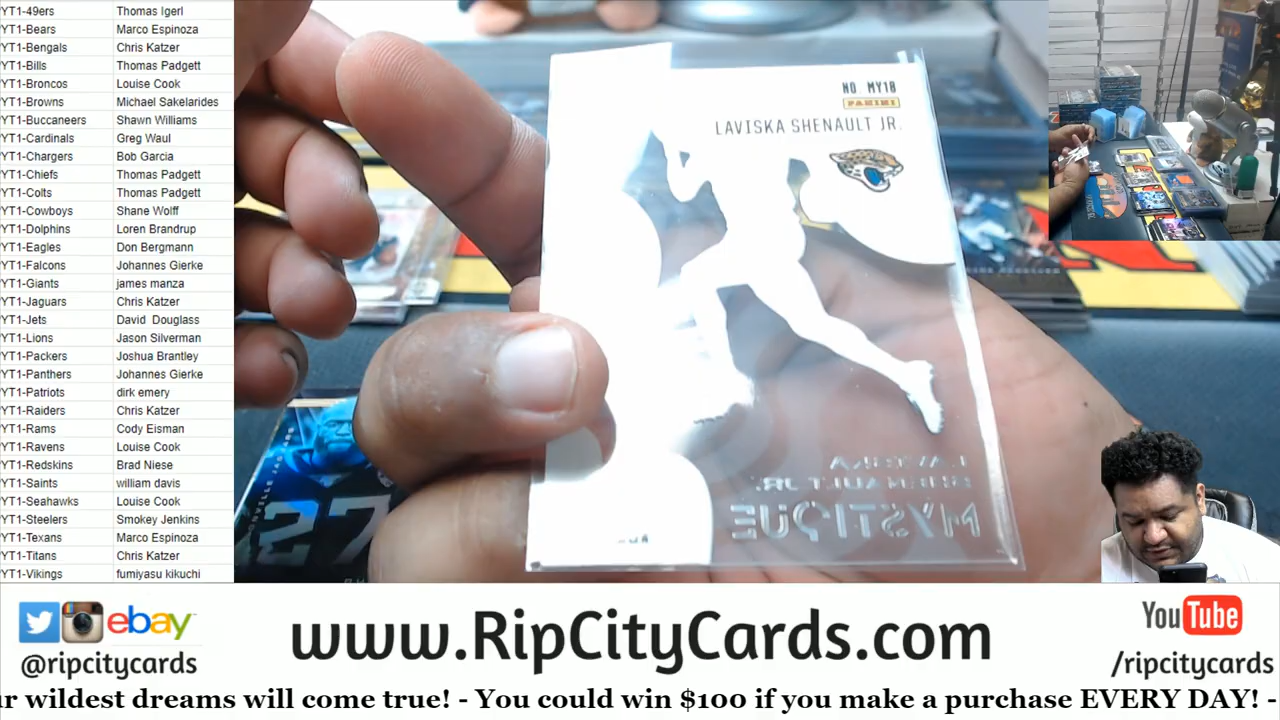 YT1-49ers Thomas Igerl
YT1-Bears Marco Espinoza
YT1-Bengals Chris Katzer
YT1-Bills Thomas Padgett
YT1-Broncos Louise Cook
YT1-Browns Michael Sakelarides
YT1-Buccaneers Shawn Williams
YT1-Cardinals Greg Waul
YT1-Chargers Bob Garcia
YT1-Chiefs Thomas Padgett
YT1-Colts Thomas Padgett
YT1-Cowboys Shane Wolff
YT1-Dolphins Loren Brandrup
YT1-Eagles Don Bergmann
YT1-Falcons Johannes Gierke
YT1-Giants james manza
YT1-Jaguars Chris Katzer
YT1-Jets David Douglass
YT1-Lions Jason Silverman
YT1-Packers Joshua Brantley
YT1-Panthers Johannes Gierke
YT1-Patriots dirk emery
YT1-Raiders Chris Katzer
YT1-Rams Cody Eisman
YT1-Ravens Louise Cook
YT1-Redskins Brad Niese
YT1-Saints william davis
YT1-Seahawks Louise Cook
YT1-Steelers Smokey Jenkins
YT1-Texans Marco Espinoza
YT1-Titans Chris Katzer
YT1-Vikings fumiyasu kikuchi
NO. MY18
PANINI
LAVISKA SHENAULT JR.
LAVISKA
SHENAULT JR.
MYSTIQUE
27
ebay
@ripcitycards
www.RipCityCards.com
YouTube
/ripcitycards
ur wildest dreams will come true! - You could win $100 if you make a purchase EVERY DAY! -